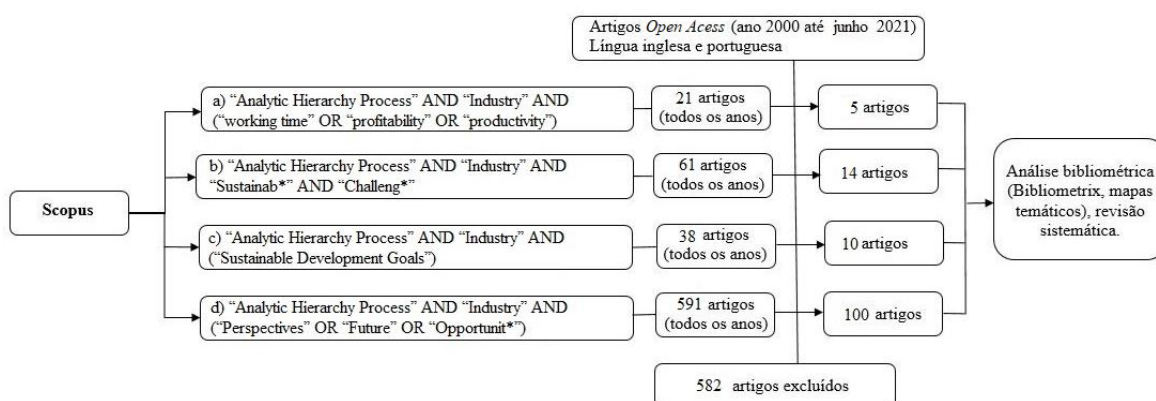 Artigos Open Acess (ano 2000 até junho 2021)
Língua inglesa e portuguesa
Scopus
a) “Analytic Hierarchy Process” AND “Industry” AND
(“working time” OR “profitability” OR “productivity”)
21 artigos
(todos os anos)
5 artigos
b) “Analytic Hierarchy Process” AND “Industry” AND
“Sustainab*” AND “Challeng*”
61 artigos
(todos os anos)
14 artigos
c) “Analytic Hierarchy Process” AND “Industry” AND
(“Sustainable Development Goals”)
38 artigos
(todos os anos)
10 artigos
d) “Analytic Hierarchy Process” AND “Industry” AND
(“Perspectives” OR “Future” OR “Opportunit*”)
591 artigos
(todos os anos)
100 artigos
Análise bibliométrica
(Bibliometrix, mapas
temáticos), revisão
sistemática.
582 artigos excluídos